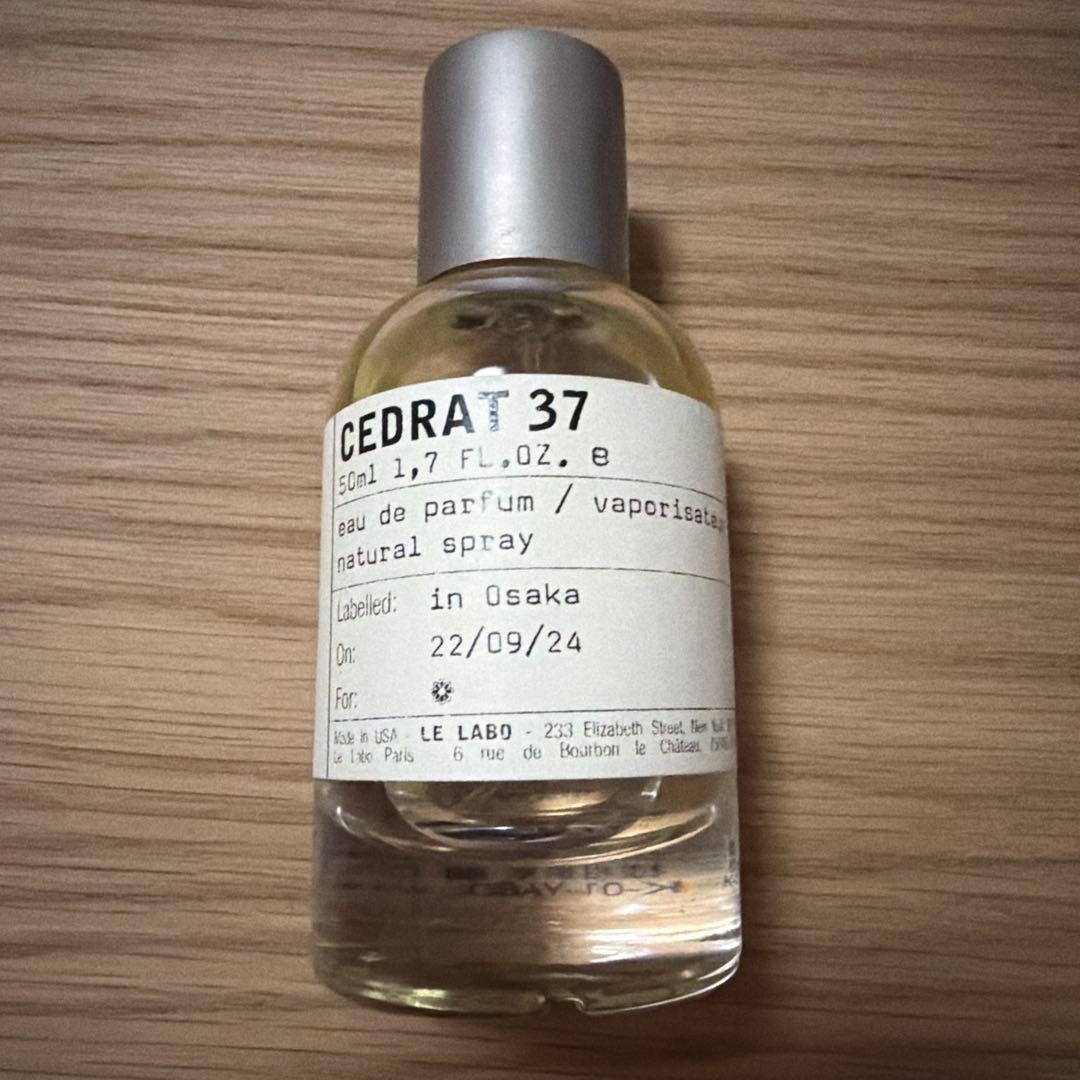 CEDRAT 37
50ml 1,7 FL.OZ. e
eau de parfum / vaporisateur
natural spray
Labelled: in Osaka
On: 22/09/24
For:
Made in USA - LE LABO - 233 Elizabeth Street, New
Le Labo Paris 6 rue de Bourbon le Château,